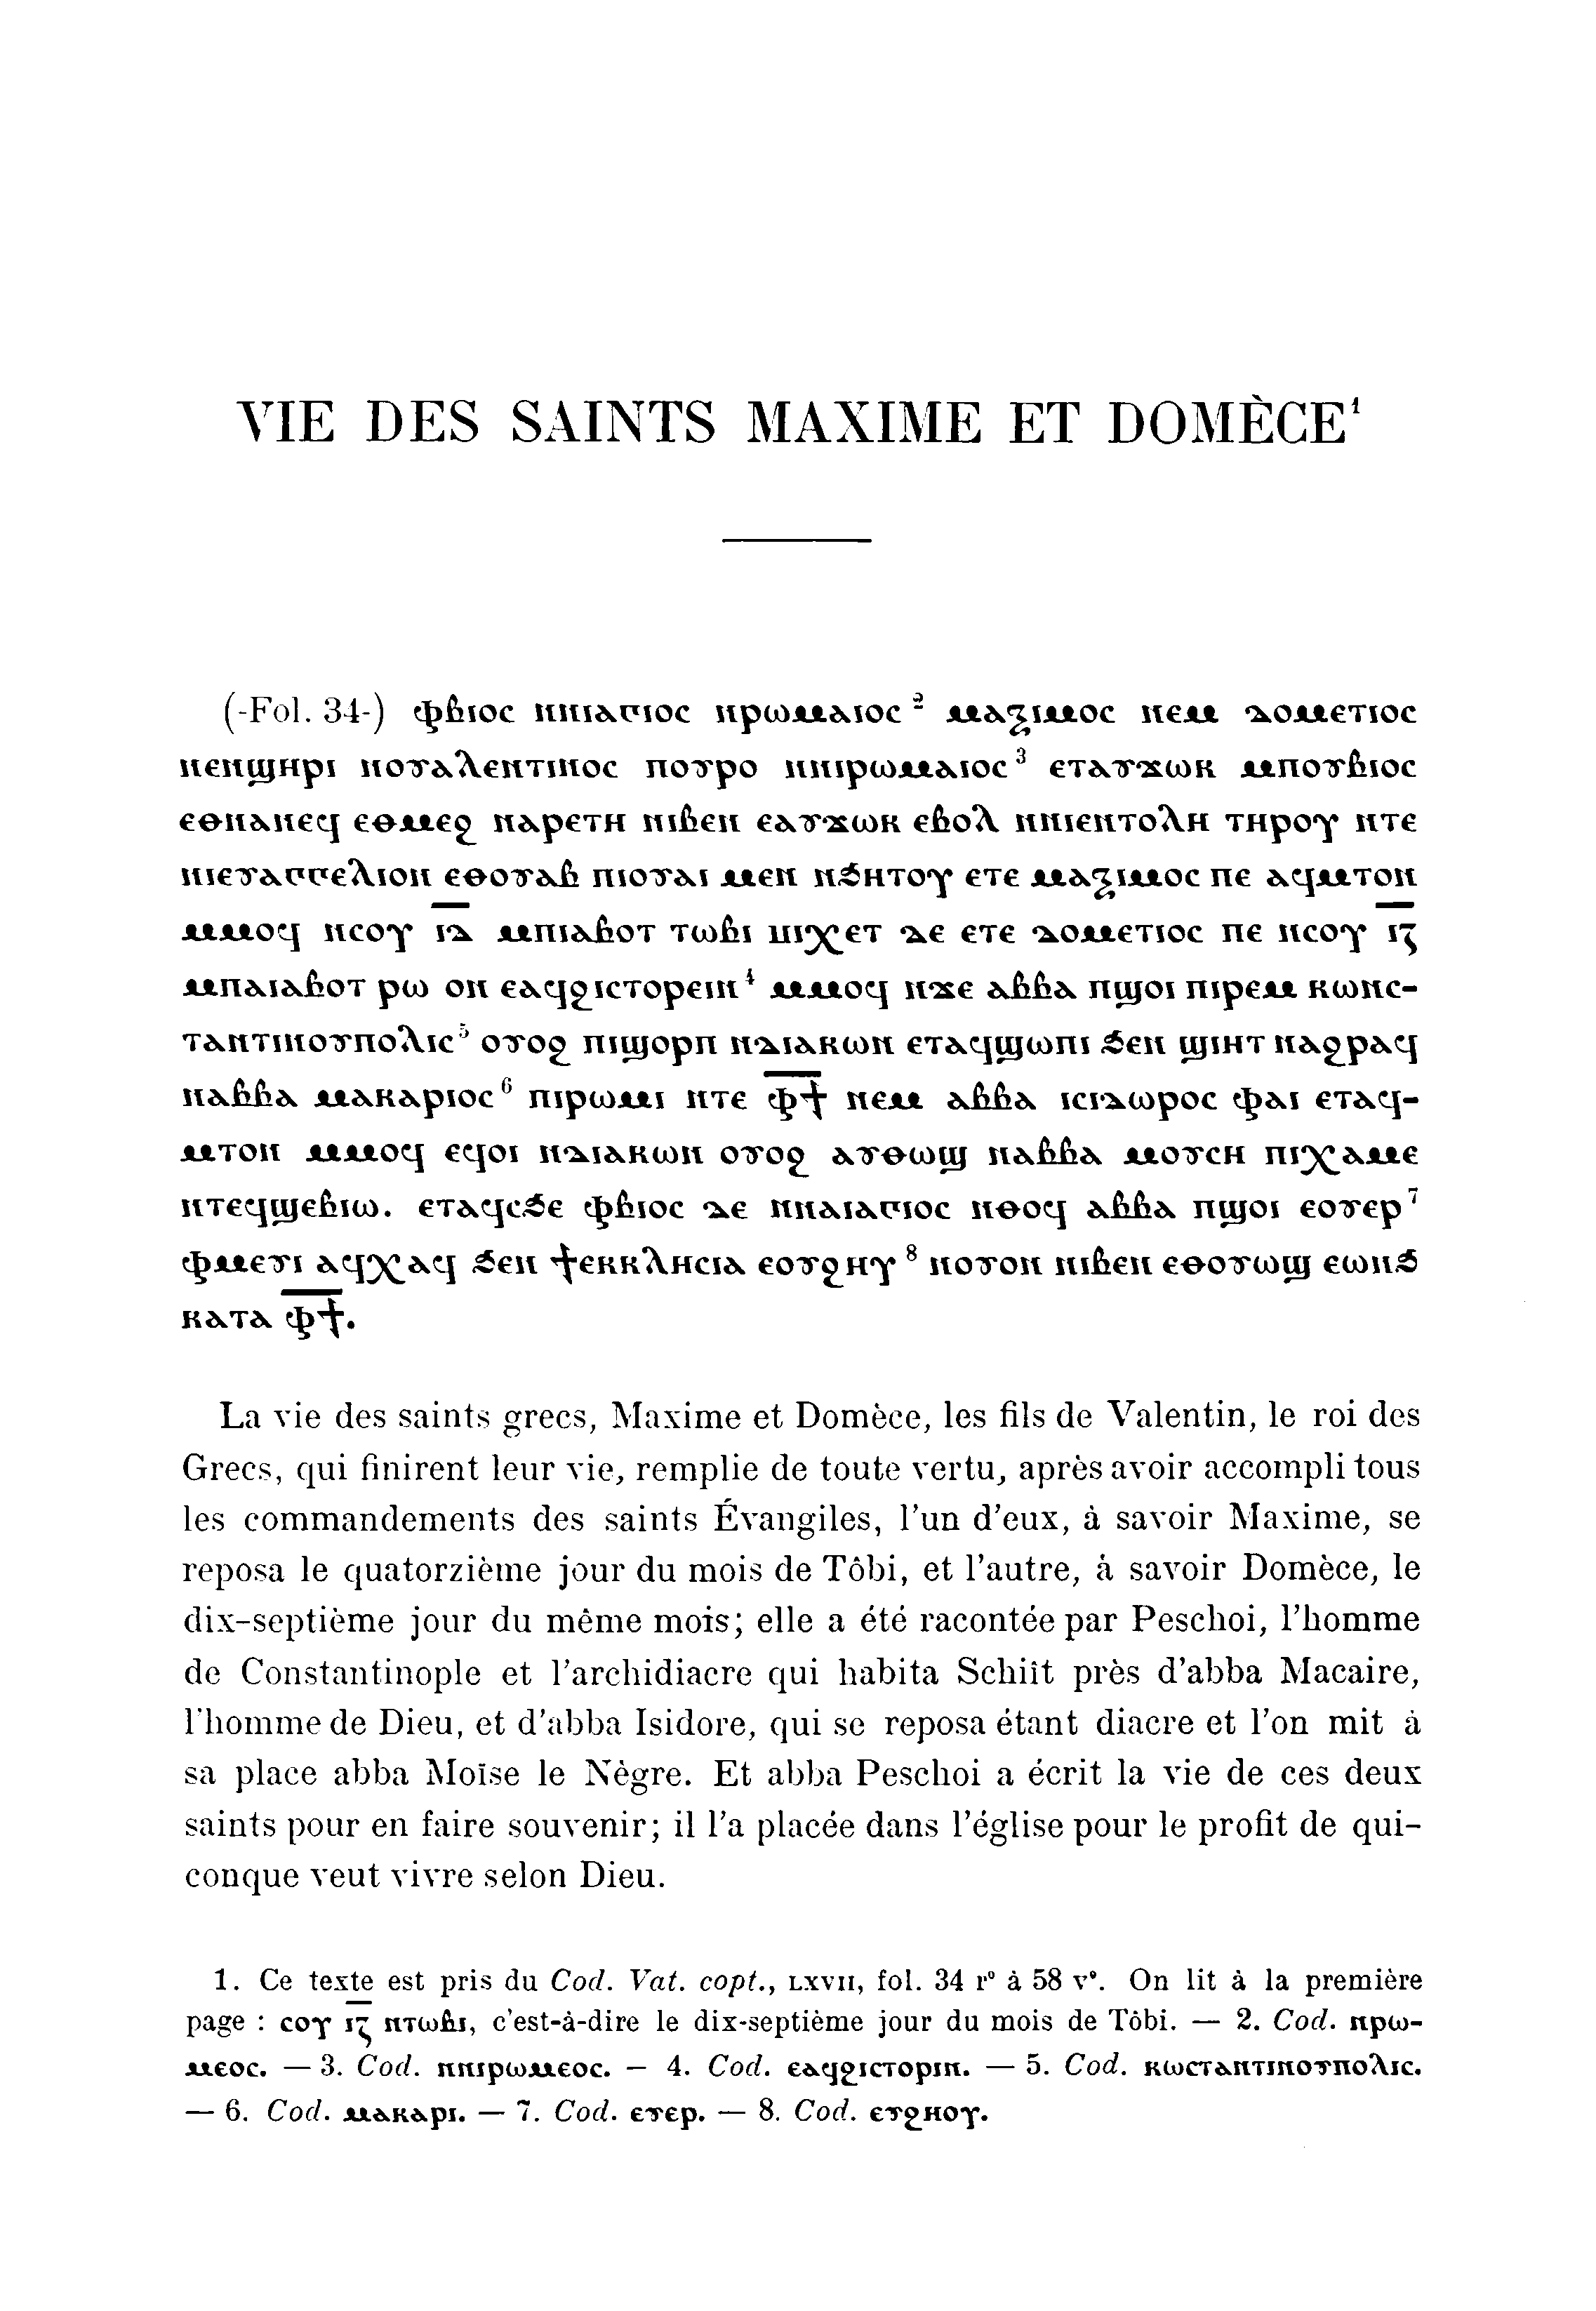 VIE DES SAINTS MAXIME ET DOMÈCE¹
(-Fol. 34-) ⲫⲃⲓⲟⲥ ⲛⲛⲓⲁⲅⲓⲟⲥ ⲛⲣⲱⲙⲁⲓⲟⲥ² ⲙⲁⲝⲓⲙⲟⲥ ⲛⲉⲙ ⲇⲟⲙⲉⲧⲓⲟⲥ
ⲛⲉⲛϣⲏⲣⲓ ⲛⲟⲩⲁⲗⲉⲛⲧⲓⲛⲟⲥ ⲡⲟⲩⲣⲟ ⲛⲛⲓⲣⲱⲙⲁⲓⲟⲥ³ ⲉⲧⲁⲩϫⲱⲕ ⲙⲡⲟⲩⲃⲓⲟⲥ
ⲉⲑⲛⲁⲛⲉϥ ⲉⲑⲙⲉϩ ⲛⲁⲣⲉⲧⲏ ⲛⲓⲃⲉⲛ ⲉⲁⲩϫⲱⲕ ⲉⲃⲟⲗ ⲛⲛⲓⲉⲛⲧⲟⲗⲏ ⲧⲏⲣⲟⲩ ⲛⲧⲉ
ⲛⲓⲉⲩⲁⲅⲅⲉⲗⲓⲟⲛ ⲉⲑⲟⲩⲁⲃ ⲡⲓⲟⲩⲁⲓ ⲙⲉⲛ ⲛϧⲏⲧⲟⲩ ⲉⲧⲉ ⲙⲁⲝⲓⲙⲟⲥ ⲡⲉ ⲁϥⲙⲧⲟⲛ
ⲙⲙⲟϥ ⲛⲥⲟⲩ ⲓ̅ⲇ̅ ⲙⲡⲓⲁⲃⲟⲧ ⲧⲱⲃⲓ ⲡⲓⲭⲉⲧ ⲇⲉ ⲉⲧⲉ ⲇⲟⲙⲉⲧⲓⲟⲥ ⲡⲉ ⲛⲥⲟⲩ ⲓ̅ⲍ̅
ⲙⲡⲁⲓⲁⲃⲟⲧ ⲣⲱ ⲟⲛ ⲉⲁϥϩⲓⲥⲧⲟⲣⲉⲓⲛ⁴ ⲙⲙⲟϥ ⲛϫⲉ ⲁⲃⲃⲁ ⲡϣⲟⲓ ⲡⲓⲣⲉⲙ ⲕⲱⲛⲥ-
ⲧⲁⲛⲧⲓⲛⲟⲩⲡⲟⲗⲓⲥ⁵ ⲟⲩⲟϩ ⲡⲓϣⲟⲣⲡ ⲛⲇⲓⲁⲕⲱⲛ ⲉⲧⲁϥϣⲱⲡⲓ ϧⲉⲛ ϣⲓⲏⲧ ⲛⲁϩⲣⲁϥ
ⲛⲁⲃⲃⲁ ⲙⲁⲕⲁⲣⲓⲟⲥ⁶ ⲡⲓⲣⲱⲙⲓ ⲛⲧⲉ ⲫ̅ϯ̅ ⲛⲉⲙ ⲁⲃⲃⲁ ⲓⲥⲓⲇⲱⲣⲟⲥ ⲫⲁⲓ ⲉⲧⲁϥ-
ⲙⲧⲟⲛ ⲙⲙⲟϥ ⲉϥⲟⲓ ⲛⲇⲓⲁⲕⲱⲛ ⲟⲩⲟϩ ⲁⲩⲑⲱϣ ⲛⲁⲃⲃⲁ ⲙⲟⲩⲥⲏ ⲡⲓⲭⲁⲙⲉ
ⲛⲧⲉϥϣⲉⲃⲓⲱ. ⲉⲧⲁϥⲥϧⲉ ⲫⲃⲓⲟⲥ ⲇⲉ ⲛⲛⲁⲓⲁⲅⲓⲟⲥ ⲛⲑⲟϥ ⲁⲃⲃⲁ ⲡϣⲟⲓ ⲉⲟⲩⲉⲣ⁷
ⲫⲙⲉⲩⲓ ⲁϥⲭⲁϥ ϧⲉⲛ ϯⲉⲕⲕⲗⲏⲥⲓⲁ ⲉⲟⲩϩⲏⲩ⁸ ⲛⲟⲩⲟⲛ ⲛⲓⲃⲉⲛ ⲉⲑⲟⲩⲱϣ ⲉⲱⲛϧ
ⲕⲁⲧⲁ ⲫ̅ϯ̅.
La vie des saints grecs, Maxime et Domèce, les fils de Valentin, le roi des
Grecs, qui finirent leur vie, remplie de toute vertu, après avoir accompli tous
les commandements des saints Évangiles, l'un d'eux, à savoir Maxime, se
reposa le quatorzième jour du mois de Tôbi, et l'autre, à savoir Domèce, le
dix-septième jour du même mois; elle a été racontée par Peschoi, l'homme
de Constantinople et l'archidiacre qui habita Schiit près d'abba Macaire,
l'homme de Dieu, et d'abba Isidore, qui se reposa étant diacre et l'on mit à
sa place abba Moïse le Nègre. Et abba Peschoi a écrit la vie de ces deux
saints pour en faire souvenir; il l'a placée dans l'église pour le profit de qui-
conque veut vivre selon Dieu.
1. Ce texte est pris du Cod. Vat. copt., LXVII, fol. 34 r° à 58 v°. On lit à la première
page : ⲥⲟⲩ ⲓ̅ⲍ̅ ⲛⲧⲱⲃⲓ, c'est-à-dire le dix-septième jour du mois de Tôbi. — 2. Cod. ⲛⲣⲱ-
ⲙⲉⲟⲥ. — 3. Cod. ⲛⲛⲓⲣⲱⲙⲉⲟⲥ. — 4. Cod. ⲉⲁϥϩⲓⲥⲧⲟⲣⲓⲛ. — 5. Cod. ⲕⲱⲥⲧⲁⲛⲧⲓⲛⲟⲩⲡⲟⲗⲓⲥ.
— 6. Cod. ⲙⲁⲕⲁⲣⲓ. — 7. Cod. ⲉⲩⲉⲣ. — 8. Cod. ⲉⲩϩⲏⲟⲩ.